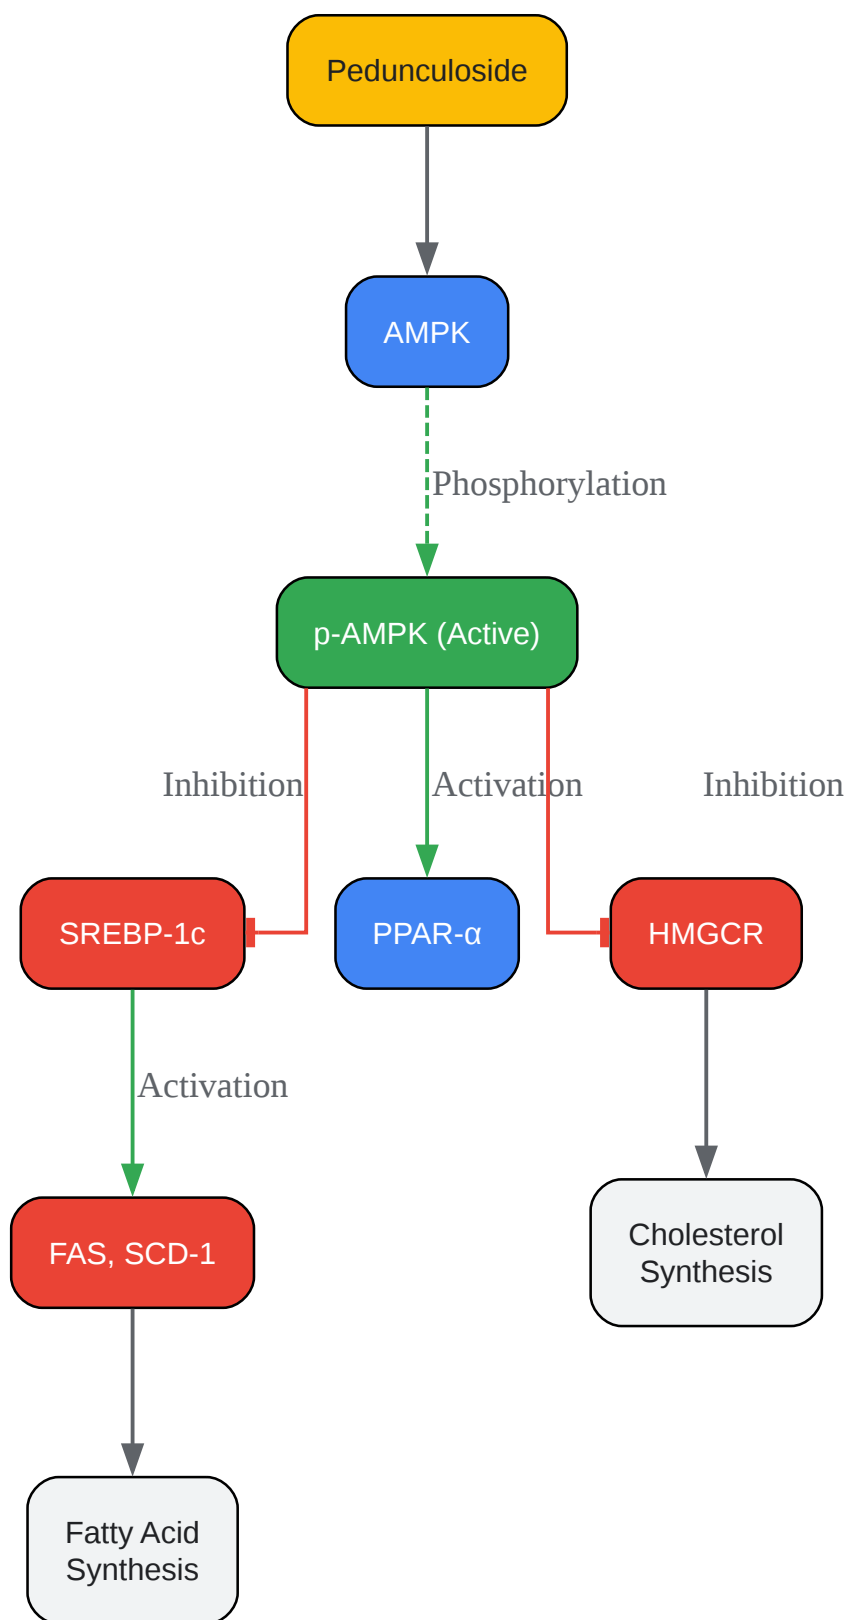 Pedunculoside
AMPK
Phosphorylation
p-AMPK (Active)
Inhibition
Activation
Inhibition
SREBP-1c
PPAR-α
HMGCR
Activation
FAS, SCD-1
Cholesterol
Synthesis
Fatty Acid
Synthesis